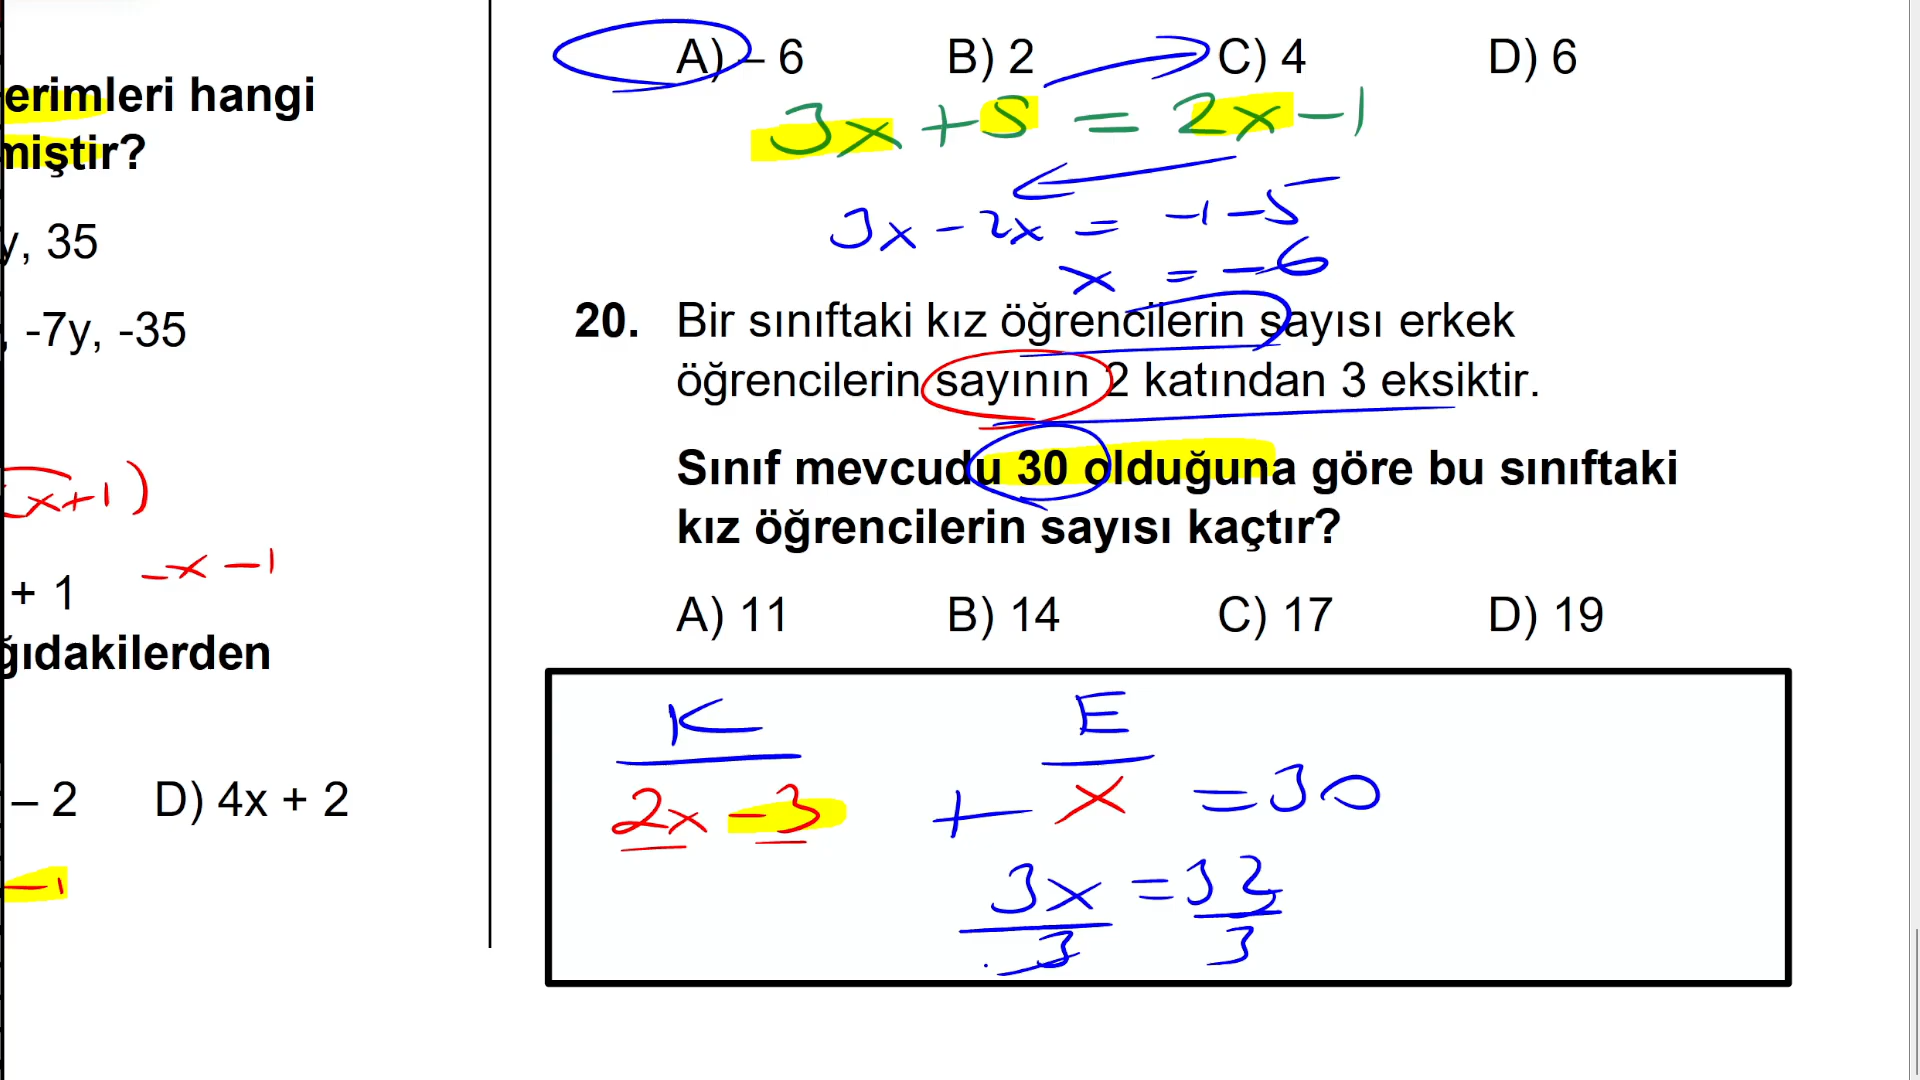 erimleri hangi
miştir?
y, 35
, -7y, -35
(x+1)
-x-1
+ 1
ğıdakilerden
– 2 D) 4x + 2
-1
A) – 6 B) 2 C) 4 D) 6
3x+5 = 2x-1
3x-2x = -1-5
x = -6
20. Bir sınıftaki kız öğrencilerin sayısı erkek
öğrencilerin sayının 2 katından 3 eksiktir.
Sınıf mevcudu 30 olduğuna göre bu sınıftaki
kız öğrencilerin sayısı kaçtır?
A) 11 B) 14 C) 17 D) 19
K E
2x-3 + x =30
3x =33
3 3